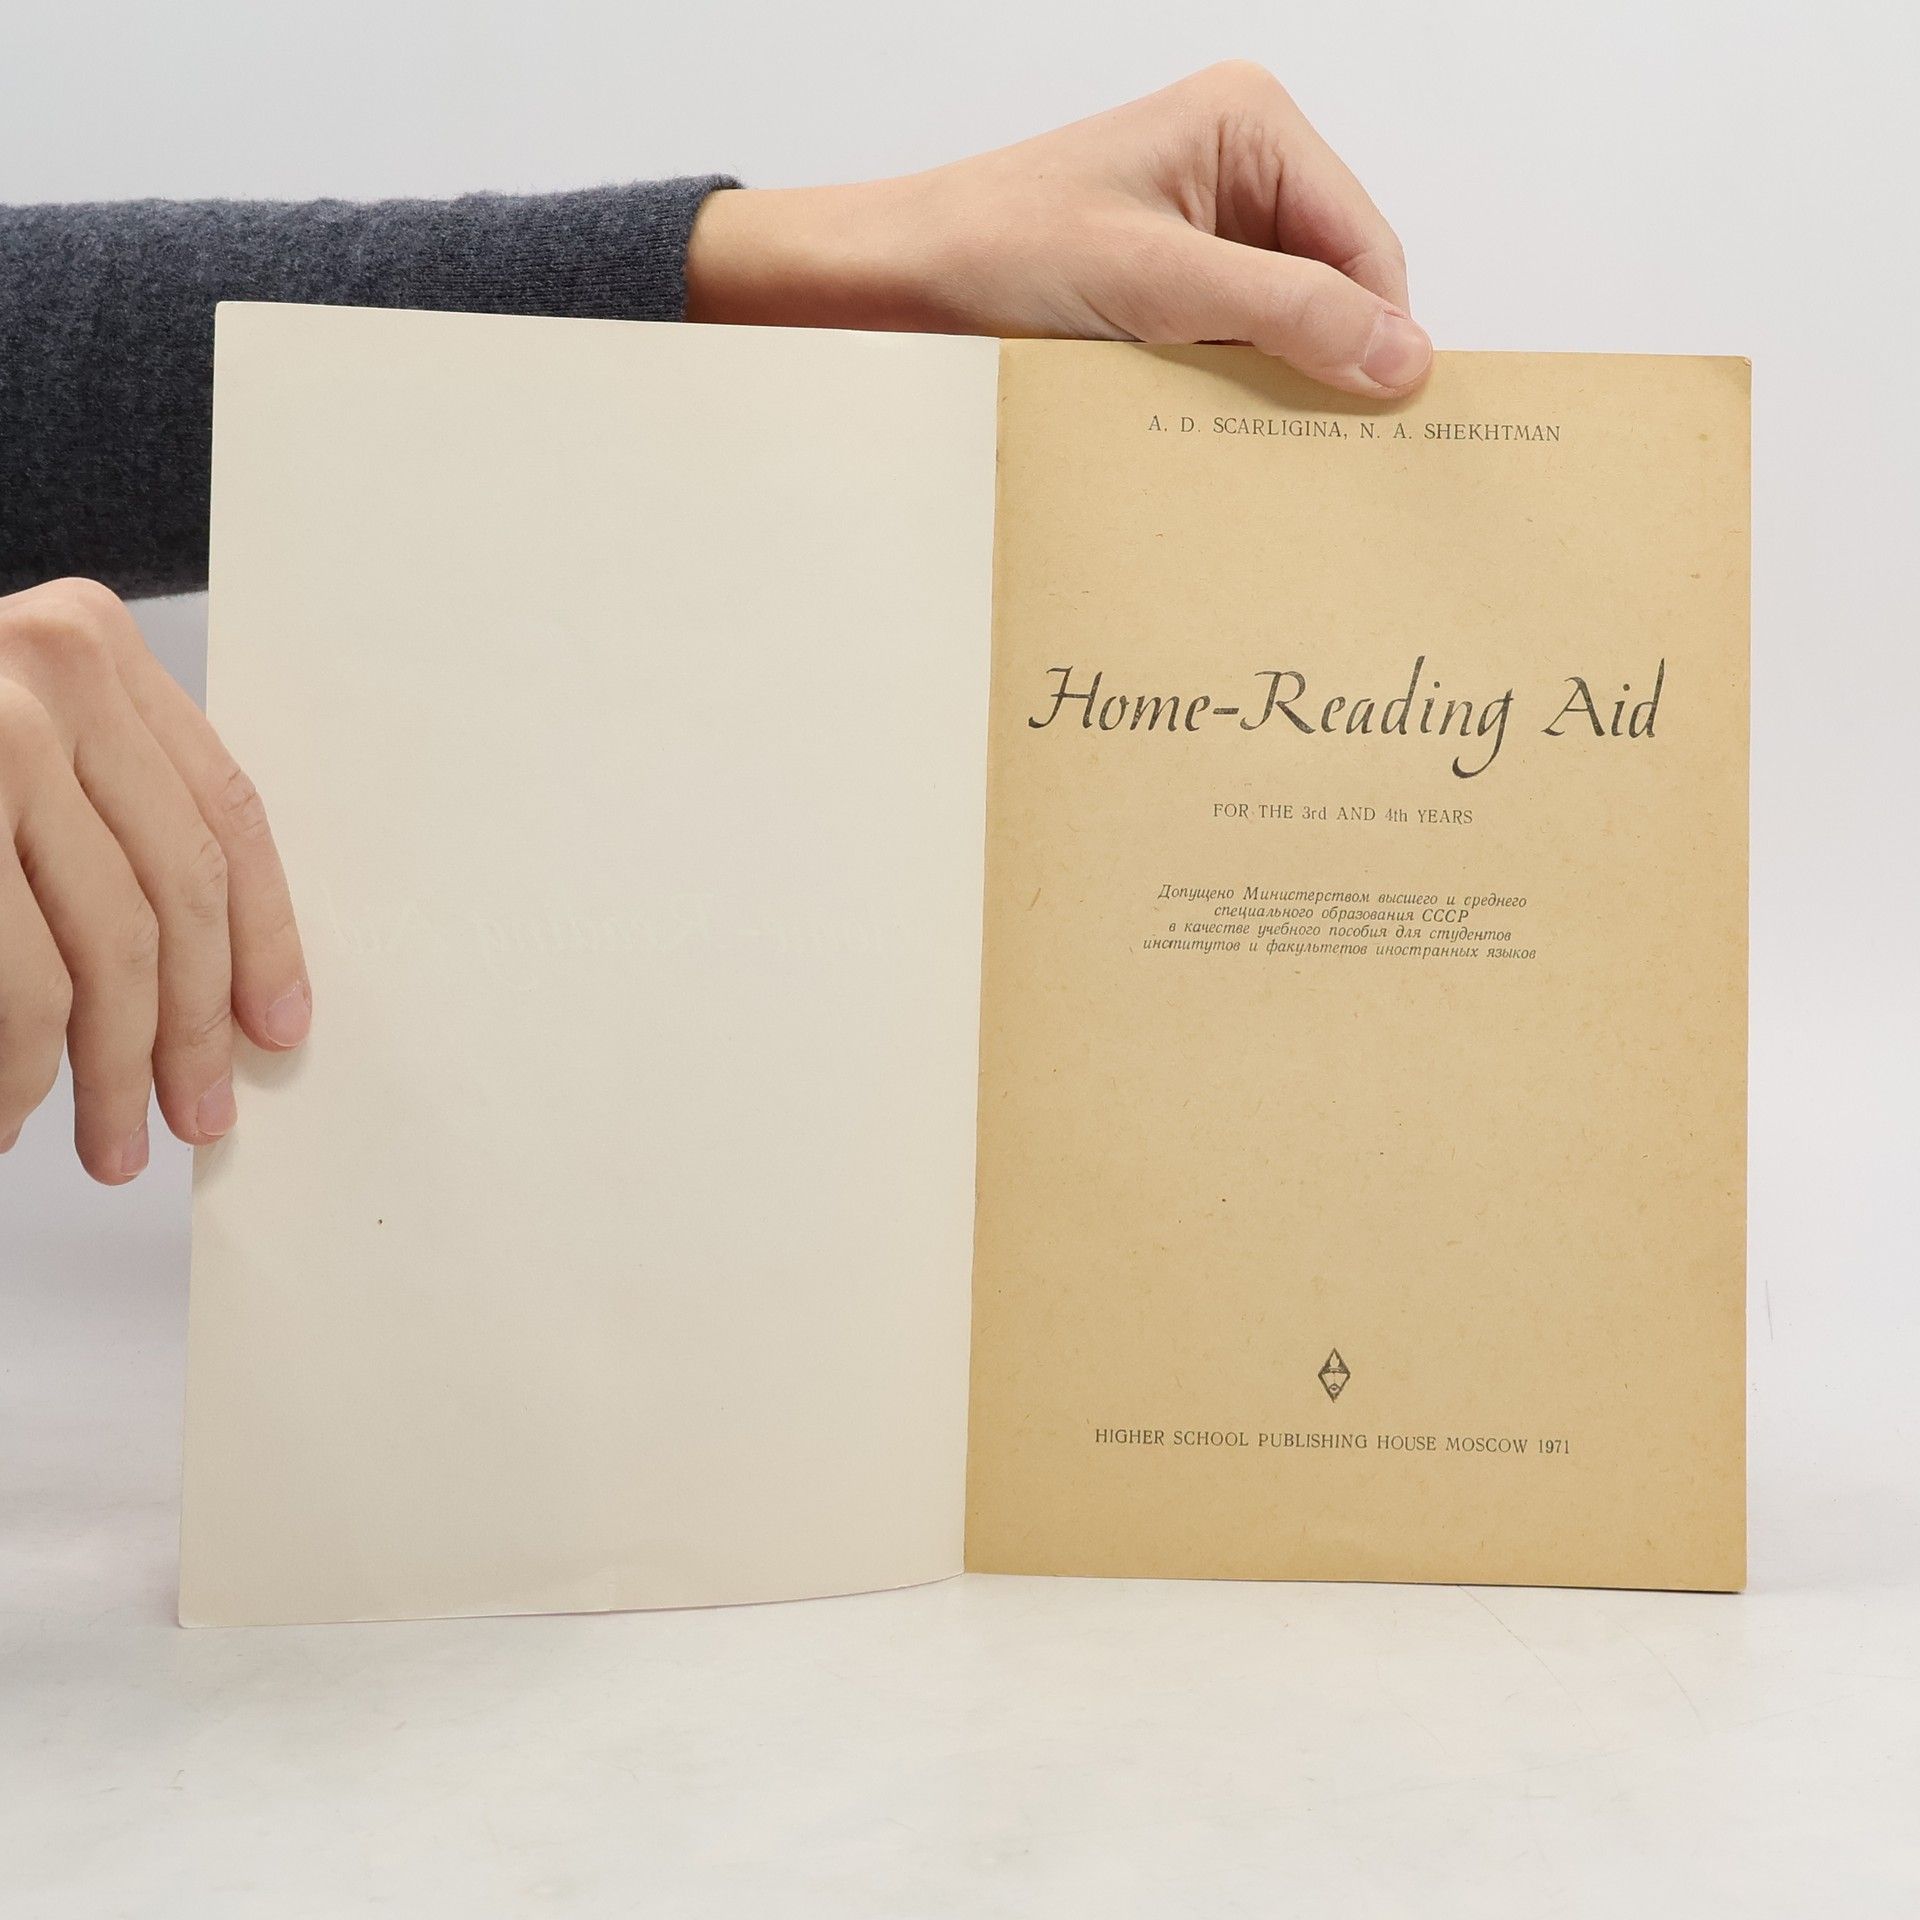 A. D. SCARLIGINA, N. A. SHEKHTMAN
Home-Reading Aid
FOR THE 3rd AND 4th YEARS
Допущено Министерством высшего и среднего
специального образования СССР
в качестве учебного пособия для студентов
институтов и факультетов иностранных языков
HIGHER SCHOOL PUBLISHING HOUSE MOSCOW 1971